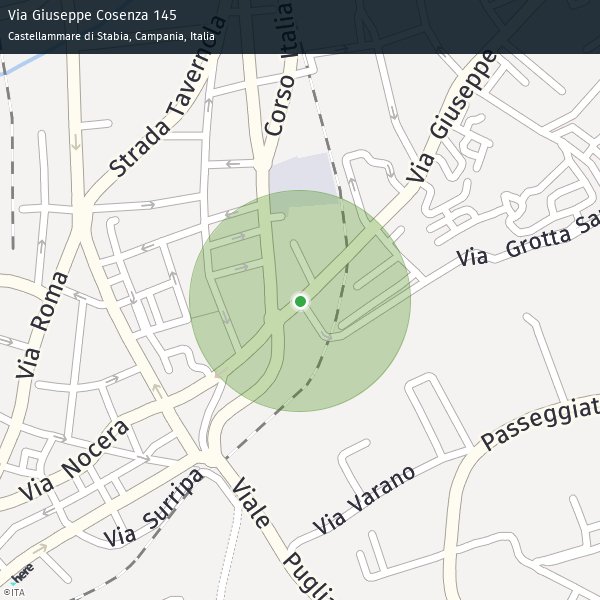 Via Giuseppe Cosenza 145
Castellammare di Stabia, Campania, Italia
Strada Tavernola
Corso Italia
Via Giuseppe
Via Grotta Sa
Via Roma
Via Nocera
Passeggiat
Via Surripa
Viale Puglia
Via Varano
here
©ITA